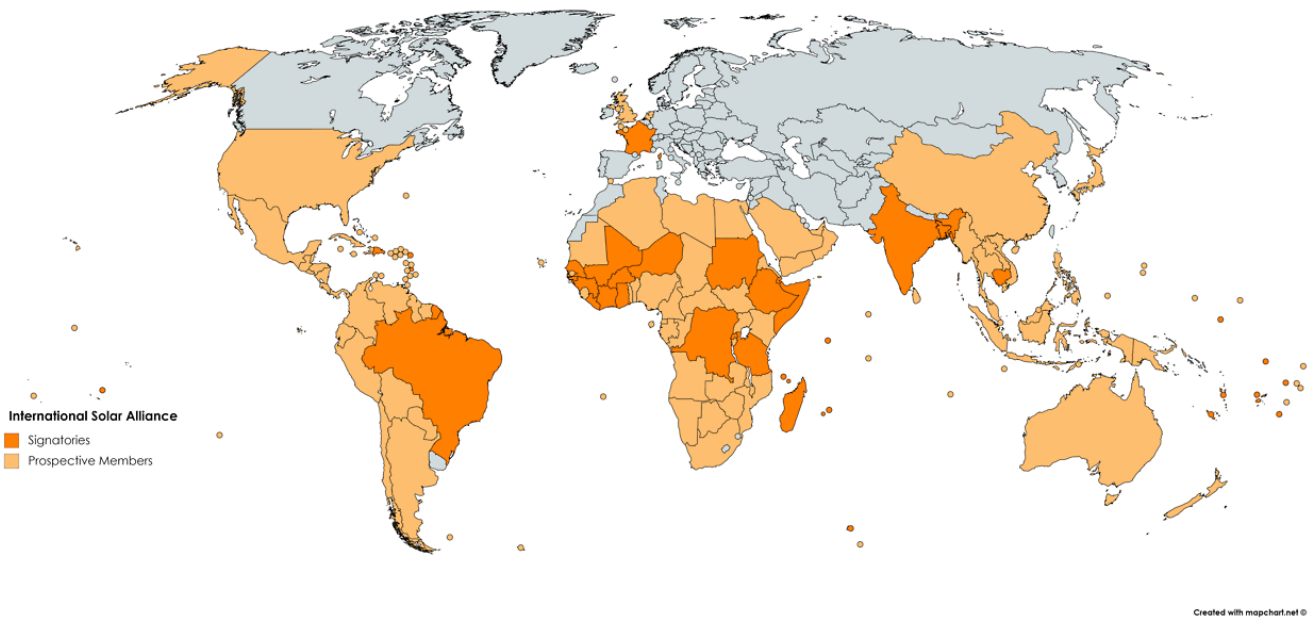 International Solar Alliance
Signatories
Prospective Members
Created with mapchart.net ©